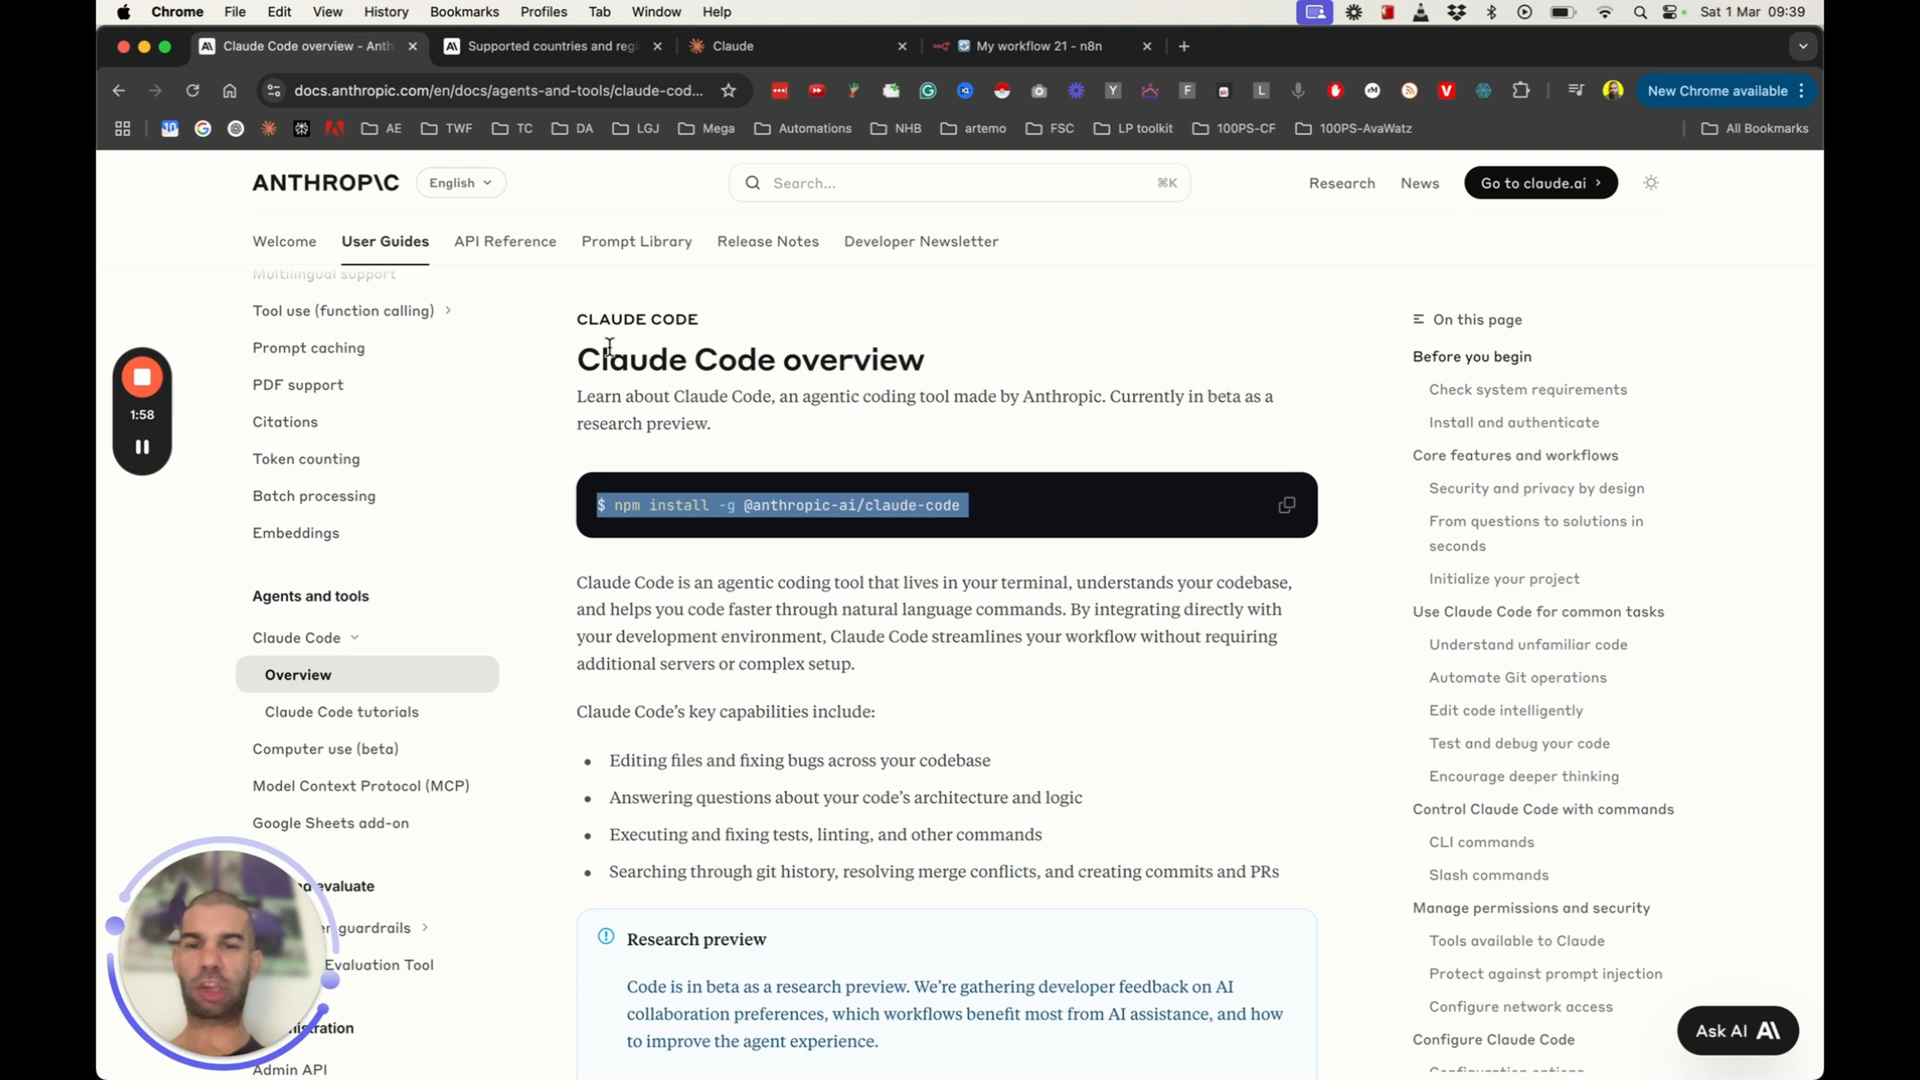 Chrome File Edit View History Bookmarks Profiles Tab Window Help Sat 1 Mar 09:39
Claude Code overview - Anth Supported countries and regi Claude My workflow 21 - n8n
docs.anthropic.com/en/docs/agents-and-tools/claude-cod... New Chrome available
AE TWF TC DA LGJ Mega Automations NHB artemo FSC LP toolkit 100PS-CF 100PS-AvaWatz All Bookmarks
ANTHROP\C English Search... ⌘K Research News Go to claude.ai
Welcome User Guides API Reference Prompt Library Release Notes Developer Newsletter
Multilingual support
Tool use (function calling)
Prompt caching
PDF support
Citations
Token counting
Batch processing
Embeddings
Agents and tools
Claude Code
Overview
Claude Code tutorials
Computer use (beta)
Model Context Protocol (MCP)
Google Sheets add-on
evaluate
guardrails
Evaluation Tool
Admin API
1:58
CLAUDE CODE
Claude Code overview
Learn about Claude Code, an agentic coding tool made by Anthropic. Currently in beta as a
research preview.
$ npm install -g @anthropic-ai/claude-code
Claude Code is an agentic coding tool that lives in your terminal, understands your codebase,
and helps you code faster through natural language commands. By integrating directly with
your development environment, Claude Code streamlines your workflow without requiring
additional servers or complex setup.
Claude Code’s key capabilities include:
• Editing files and fixing bugs across your codebase
• Answering questions about your code’s architecture and logic
• Executing and fixing tests, linting, and other commands
• Searching through git history, resolving merge conflicts, and creating commits and PRs
Research preview
Code is in beta as a research preview. We’re gathering developer feedback on AI
collaboration preferences, which workflows benefit most from AI assistance, and how
to improve the agent experience.
On this page
Before you begin
Check system requirements
Install and authenticate
Core features and workflows
Security and privacy by design
From questions to solutions in
seconds
Initialize your project
Use Claude Code for common tasks
Understand unfamiliar code
Automate Git operations
Edit code intelligently
Test and debug your code
Encourage deeper thinking
Control Claude Code with commands
CLI commands
Slash commands
Manage permissions and security
Tools available to Claude
Protect against prompt injection
Configure network access
Configure Claude Code
Ask AI